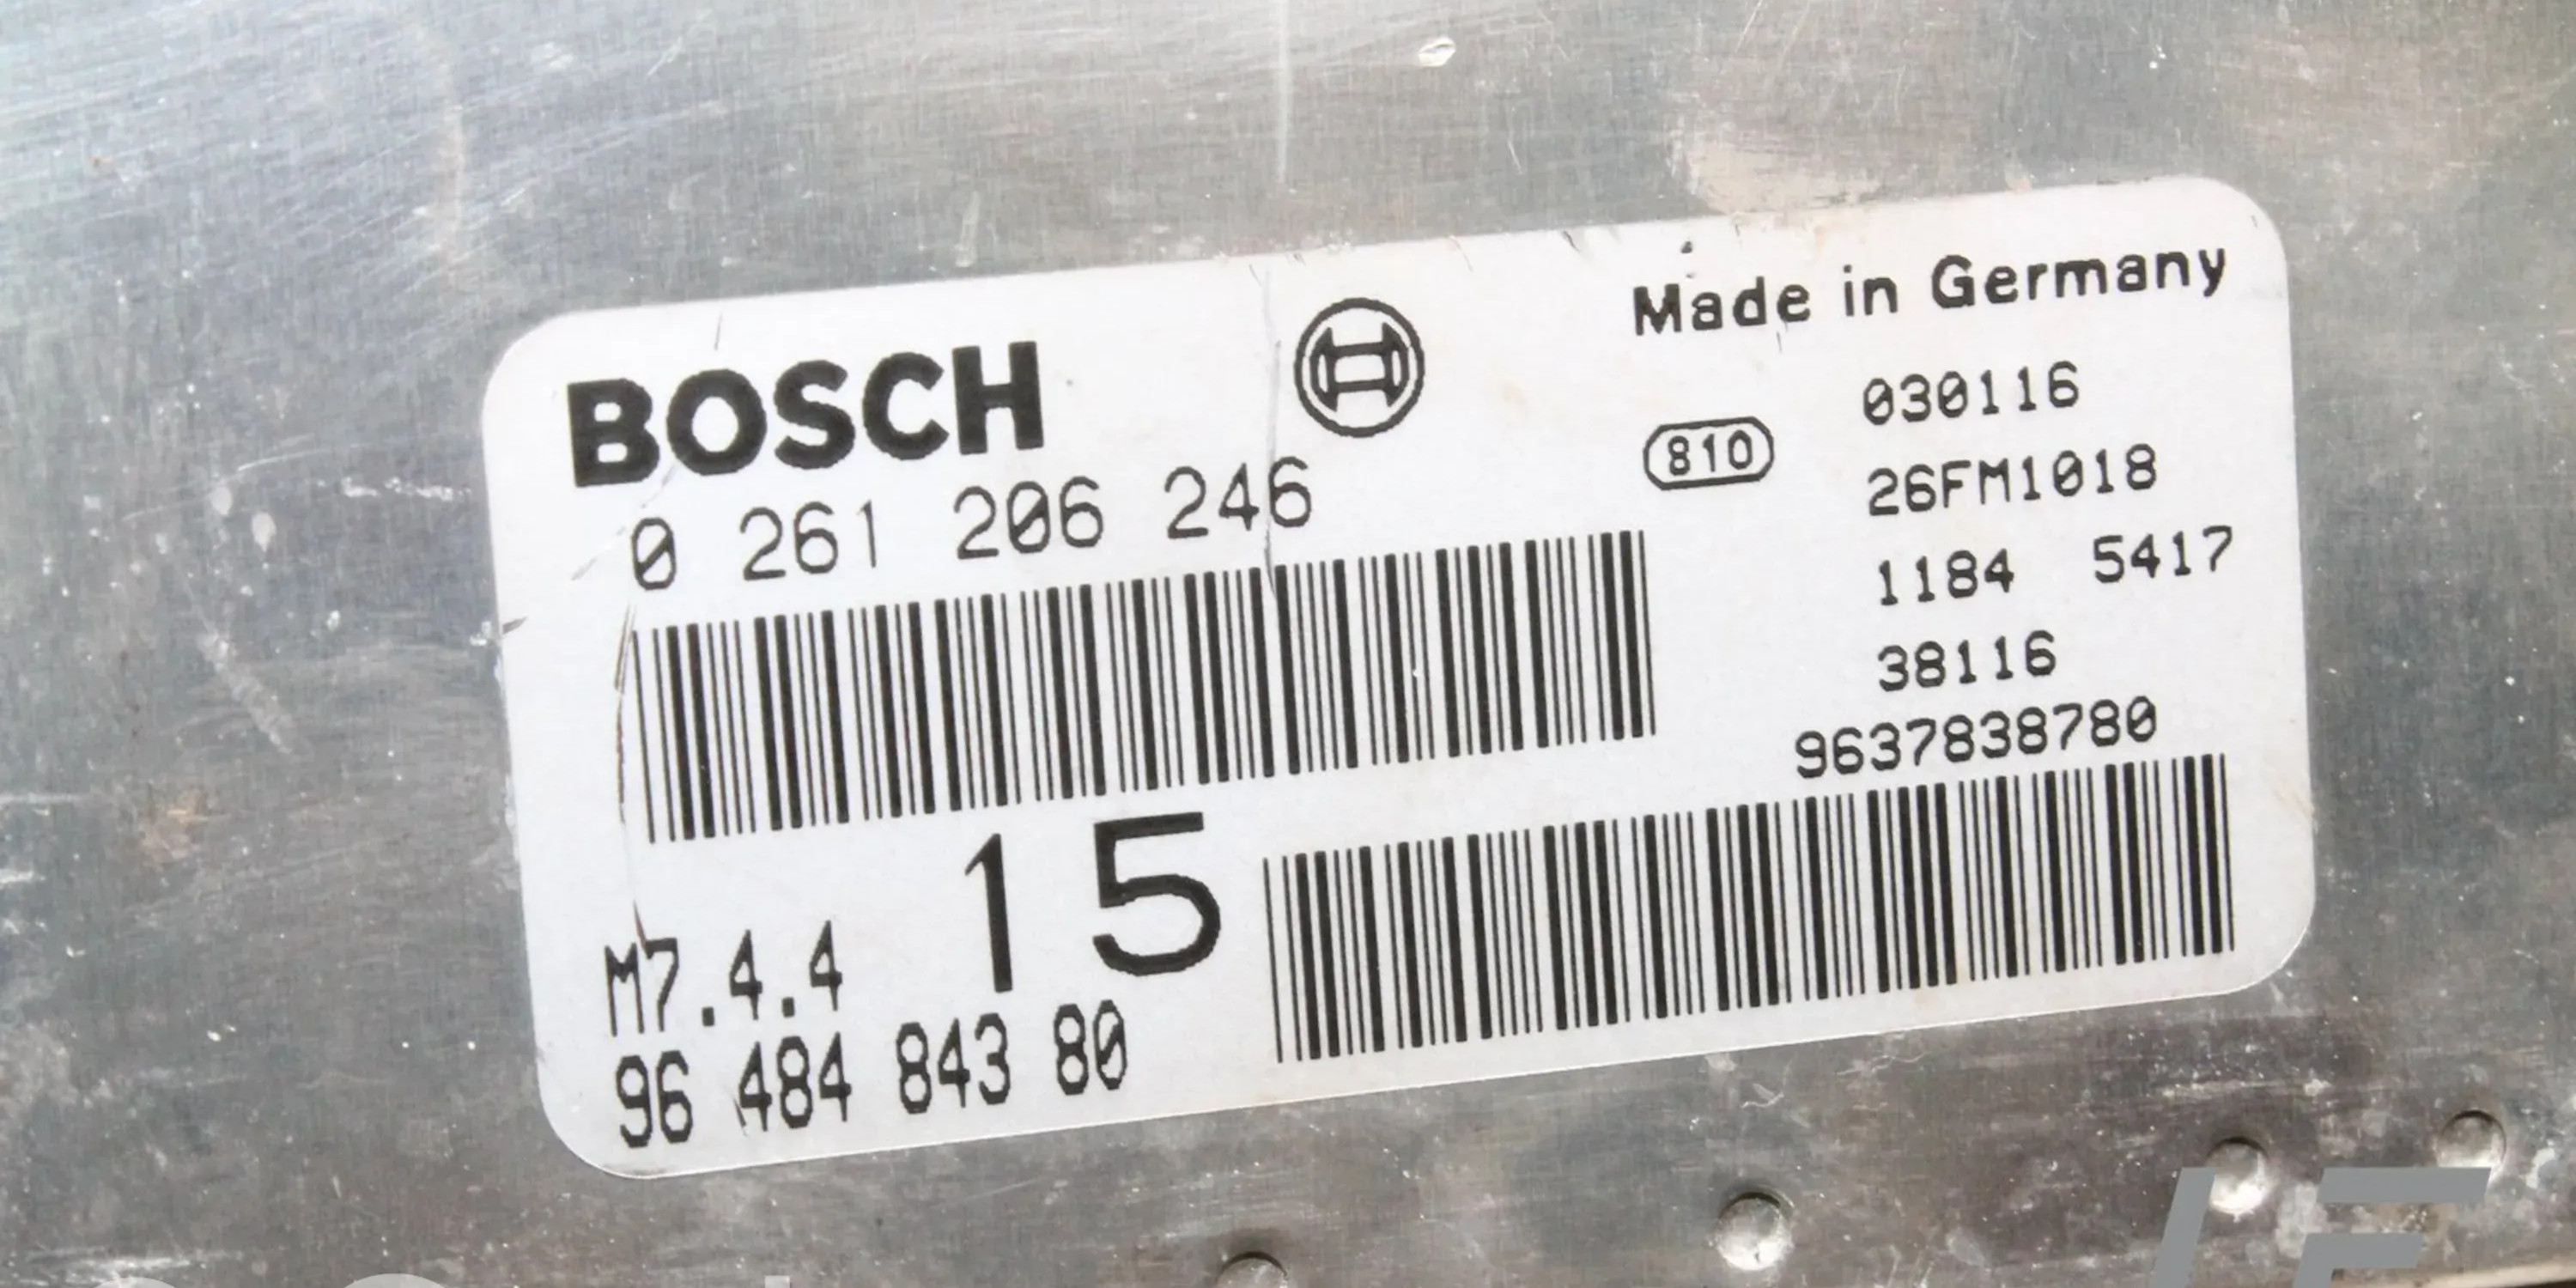 BOSCH
0 261 206 246
Made in Germany
810
030116
26FM1018
1184 5417
38116
9637838780
15
M7.4.4
96 484 843 80